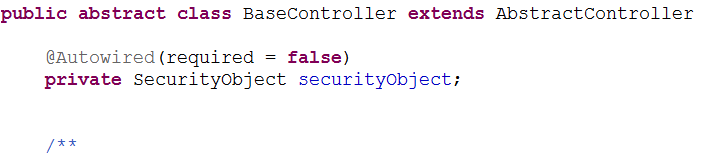 public abstract class BaseController extends AbstractController
@Autowired(required = false)
private SecurityObject securityObject;
/**